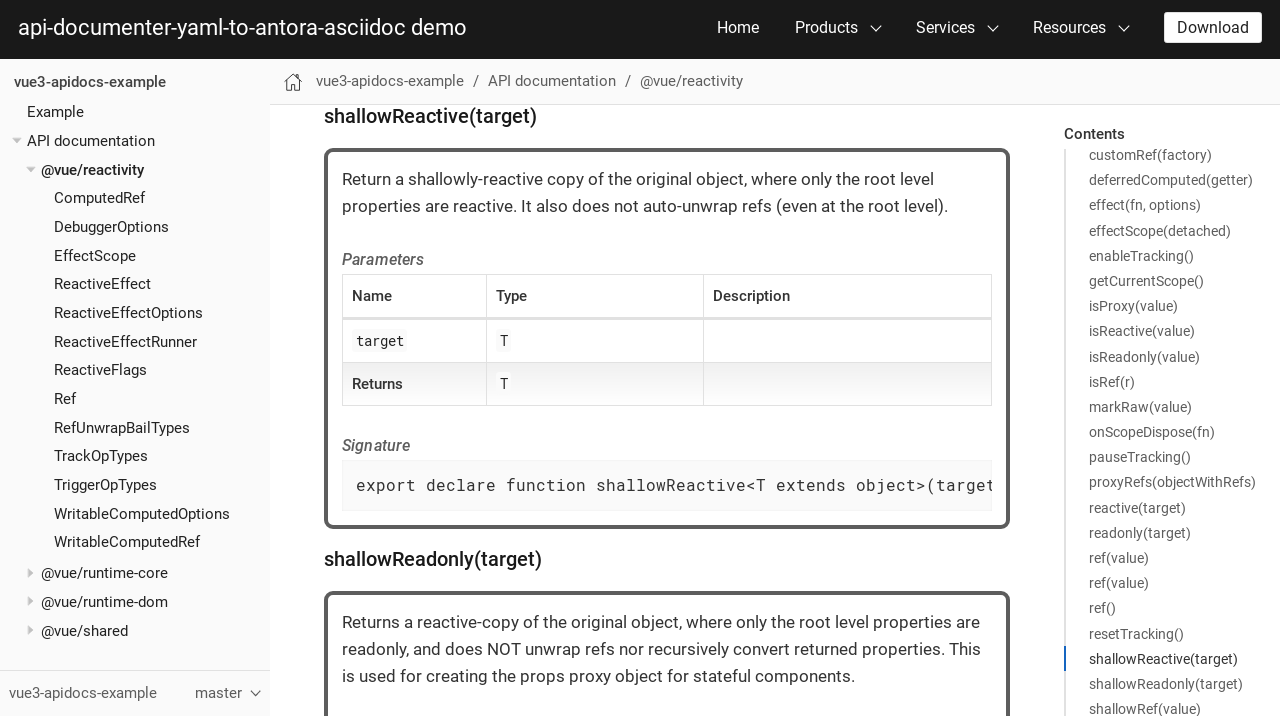 api-documenter-yaml-to-antora-asciidoc demo
Home
Products
Services
Resources
Download
vue3-apidocs-example
Example
API documentation
@vue/reactivity
ComputedRef
DebuggerOptions
EffectScope
ReactiveEffect
ReactiveEffectOptions
ReactiveEffectRunner
ReactiveFlags
Ref
RefUnwrapBailTypes
TrackOpTypes
TriggerOpTypes
WritableComputedOptions
WritableComputedRef
@vue/runtime-core
@vue/runtime-dom
@vue/shared
vue3-apidocs-example master
vue3-apidocs-example / API documentation / @vue/reactivity
shallowReactive(target)
Return a shallowly-reactive copy of the original object, where only the root level
properties are reactive. It also does not auto-unwrap refs (even at the root level).
Parameters
Name Type Description
target T
Returns T
Signature
export declare function shallowReactive<T extends object>(target
shallowReadonly(target)
Returns a reactive-copy of the original object, where only the root level properties are
readonly, and does NOT unwrap refs nor recursively convert returned properties. This
is used for creating the props proxy object for stateful components.
Contents
customRef(factory)
deferredComputed(getter)
effect(fn, options)
effectScope(detached)
enableTracking()
getCurrentScope()
isProxy(value)
isReactive(value)
isReadonly(value)
isRef(r)
markRaw(value)
onScopeDispose(fn)
pauseTracking()
proxyRefs(objectWithRefs)
reactive(target)
readonly(target)
ref(value)
ref(value)
ref()
resetTracking()
shallowReactive(target)
shallowReadonly(target)
shallowRef(value)